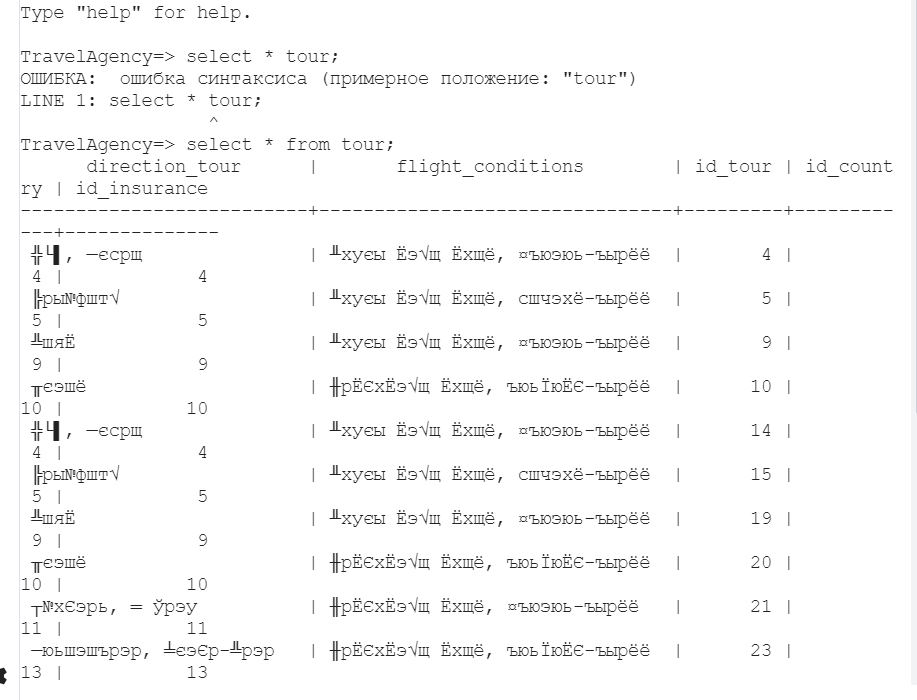 Type "help" for help.
TravelAgency=> select * tour;
ОШИБКА:  ошибка синтаксиса (примерное положение: "tour")
LINE 1: select * tour;
^
TravelAgency=> select * from tour;
direction_tour | flight_conditions | id_tour | id_count
ry | id_insurance
--------------------------+--------------------------------+---------+---------
---+--------------
╬└▌, ─єсрщ | ╨хуєы Ёэ√щ Ёхщё, ¤ъюэюь-ъырёё | 4 |
4 | 4
╠ры№фшт√ | ╨хуєы Ёэ√щ Ёхщё, сшчэхё-ъырёё | 5 |
5 | 5
╩шяЁ | ╨хуєы Ёэ√щ Ёхщё, ¤ъюэюь-ъырёё | 9 |
9 | 9
╥єэшё | ╫рЁЄхЁэ√щ Ёхщё, ъюьЇюЁЄ-ъырёё | 10 |
10 | 10
╬└▌, ─єсрщ | ╨хуєы Ёэ√щ Ёхщё, ¤ъюэюь-ъырёё | 14 |
4 | 4
╠ры№фшт√ | ╨хуєы Ёэ√щ Ёхщё, сшчэхё-ъырёё | 15 |
5 | 5
╩шяЁ | ╨хуєы Ёэ√щ Ёхщё, ¤ъюэюь-ъырёё | 19 |
9 | 9
╥єэшё | ╫рЁЄхЁэ√щ Ёхщё, ъюьЇюЁЄ-ъырёё | 20 |
10 | 10
┬№хЄэрь, ═ ўрэу | ╫рЁЄхЁэ√щ Ёхщё, ¤ъюэюь-ъырёё | 21 |
11 | 11
─юьшэшърэр, ╧єэЄр-╩рэр | ╫рЁЄхЁэ√щ Ёхщё, ъюьЇюЁЄ-ъырёё | 23 |
13 | 13